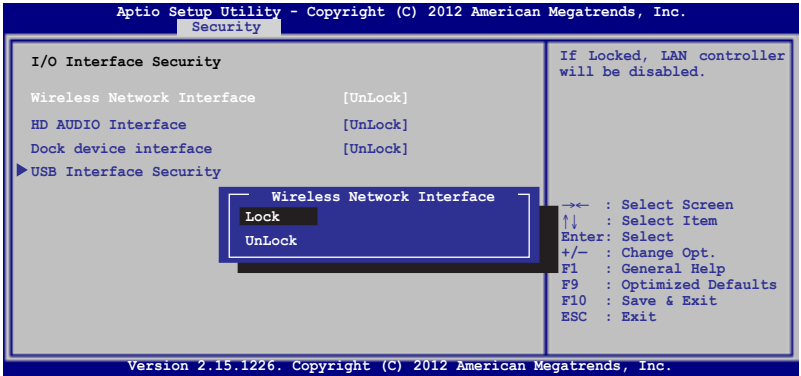 Aptio Setup Utility - Copyright (C) 2012 American Megatrends, Inc.
Security
I/O Interface Security
Wireless Network Interface [UnLock]
HD AUDIO Interface [UnLock]
Dock device interface [UnLock]
USB Interface Security
Wireless Network Interface
Lock
UnLock
If Locked, LAN controller
will be disabled.
→← : Select Screen
↑↓ : Select Item
Enter: Select
+/— : Change Opt.
F1 : General Help
F9 : Optimized Defaults
F10 : Save & Exit
ESC : Exit
Version 2.15.1226. Copyright (C) 2012 American Megatrends, Inc.